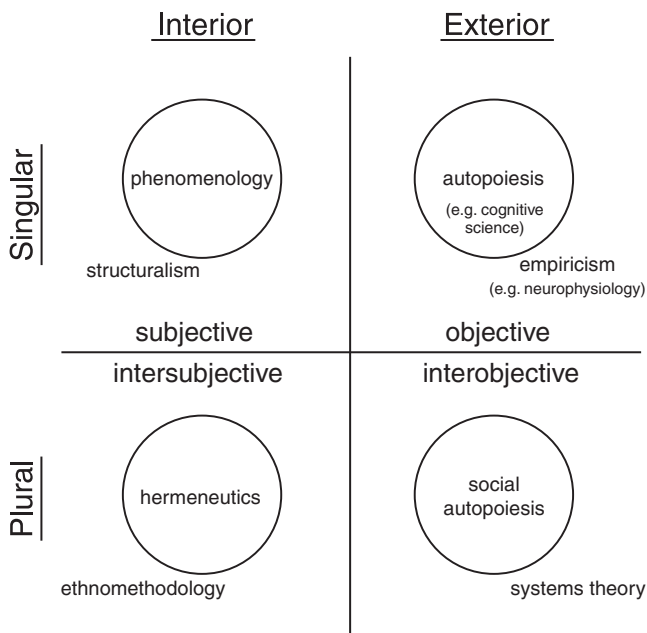 Interior
Exterior
Singular
phenomenology
structuralism
autopoiesis
(e.g. cognitive
science)
empiricism
(e.g. neurophysiology)
subjective
objective
intersubjective
interobjective
Plural
hermeneutics
ethnomethodology
social
autopoiesis
systems theory